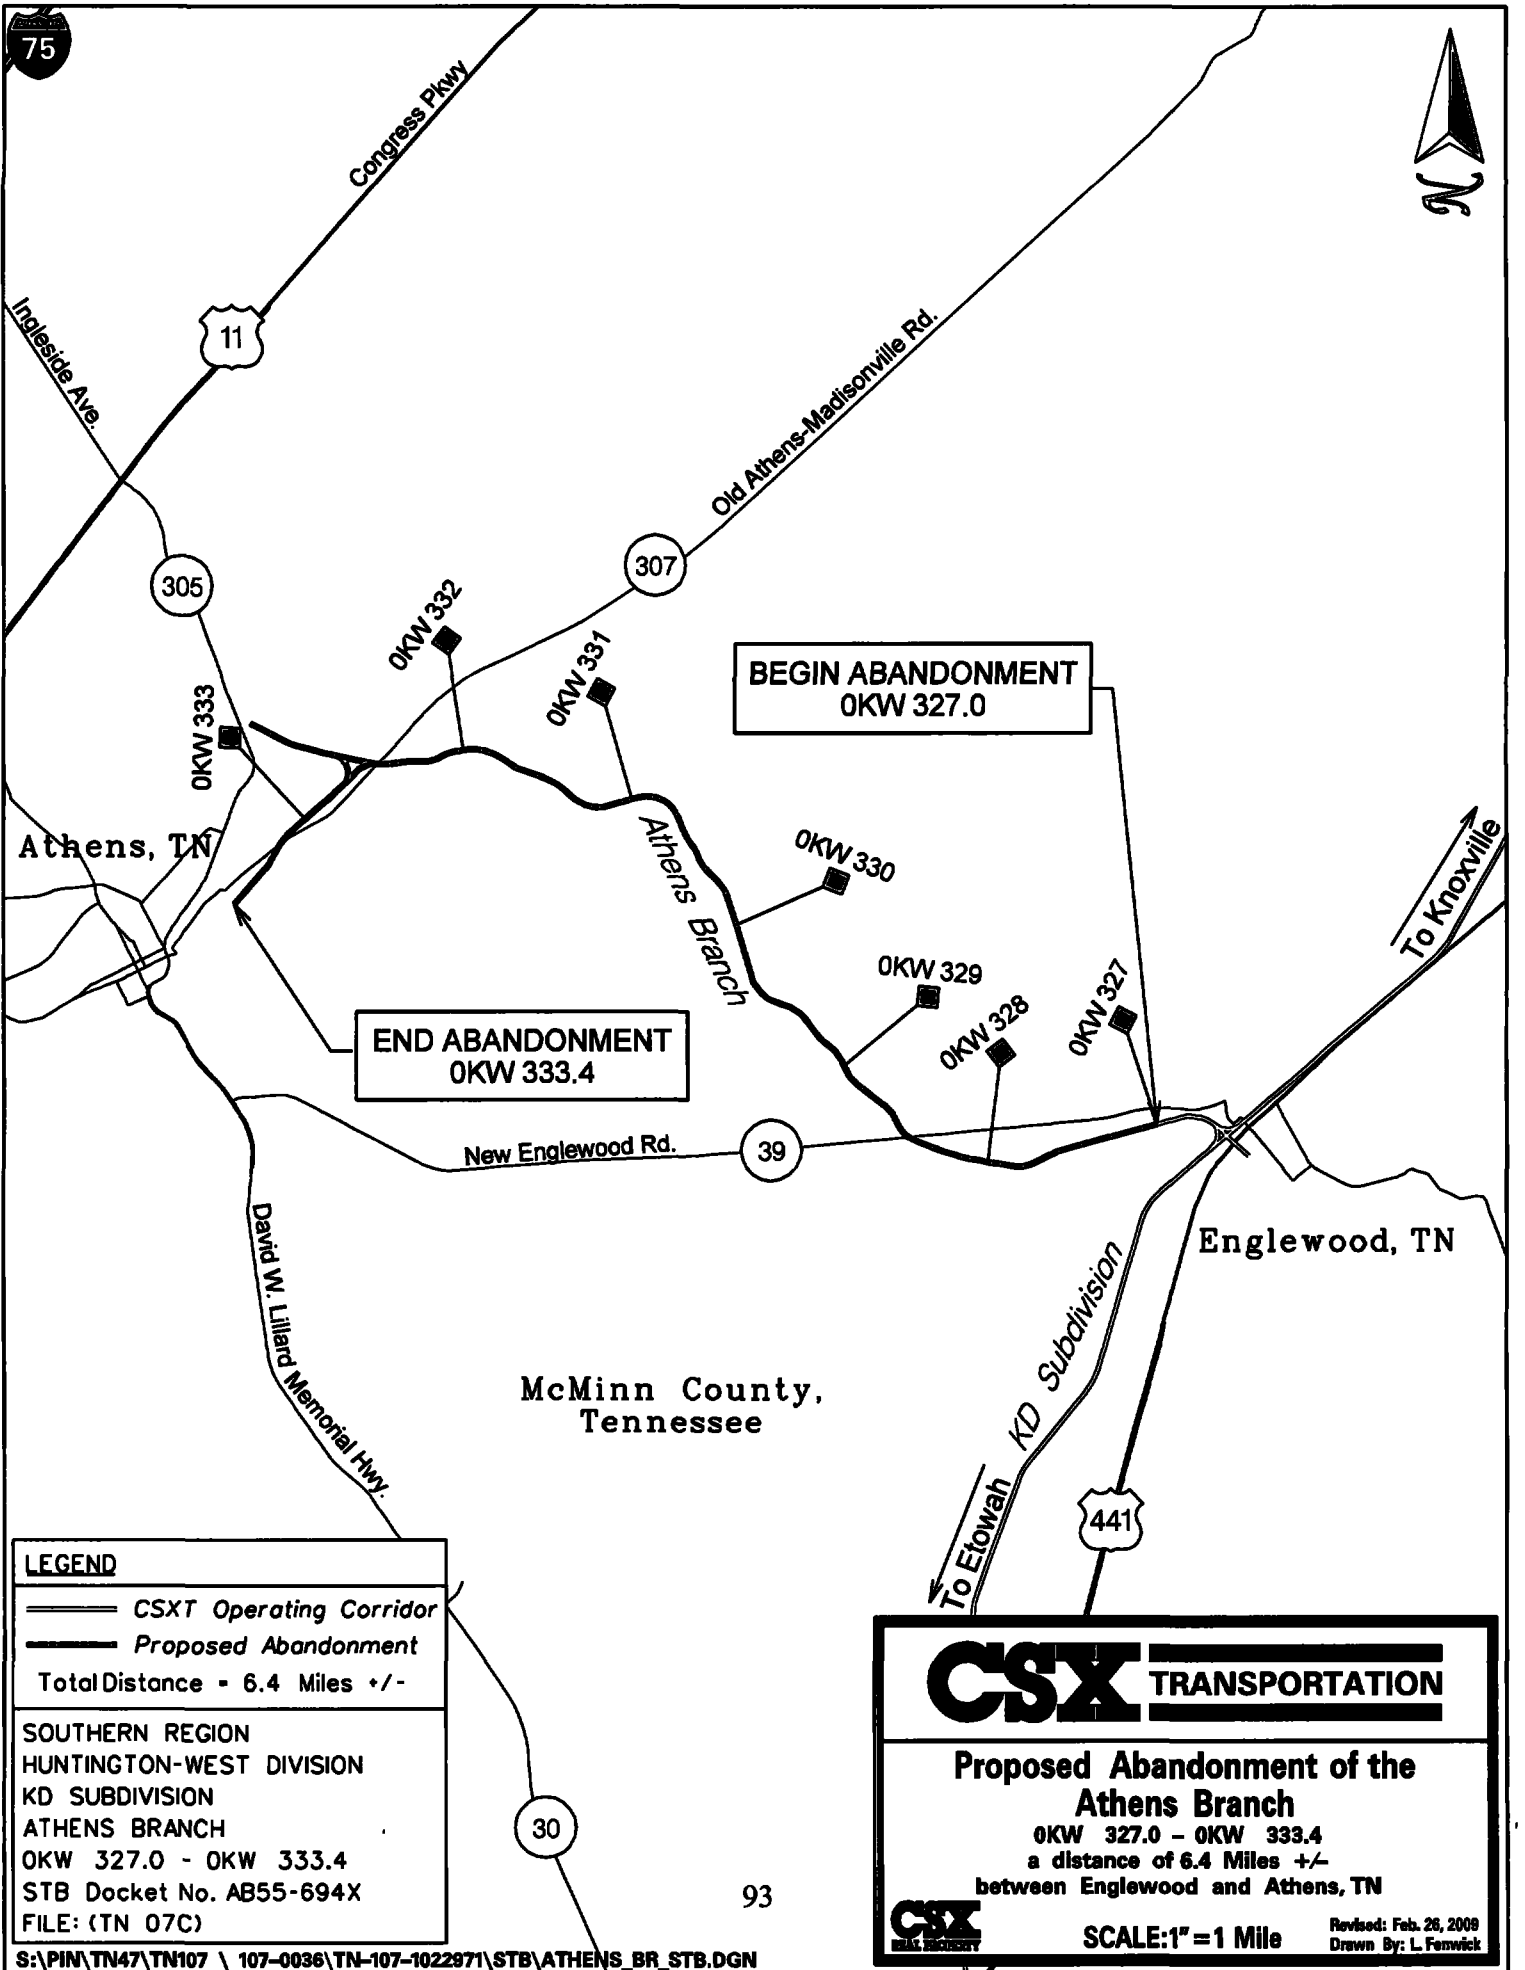 75
Congress Pkwy
N
Ingleside Ave.
11
Old Athens-Madisonville Rd.
307
305
0KW 332
0KW 331
0KW 333
BEGIN ABANDONMENT
0KW 327.0
Athens, TN
Athens Branch
0KW 330
To Knoxville
0KW 329
0KW 328
0KW 327
END ABANDONMENT
0KW 333.4
New Englewood Rd.
39
Englewood, TN
David W. Lillard Memorial Hwy.
KD Subdivision
McMinn County,
Tennessee
To Etowah
441
LEGEND
CSXT Operating Corridor
Proposed Abandonment
Total Distance = 6.4 Miles +/-
SOUTHERN REGION
HUNTINGTON-WEST DIVISION
KD SUBDIVISION
ATHENS BRANCH
0KW 327.0 - 0KW 333.4
STB Docket No. AB55-694X
FILE: (TN 07C)
30
93
CSX TRANSPORTATION
Proposed Abandonment of the
Athens Branch
0KW 327.0 - 0KW 333.4
a distance of 6.4 Miles +/-
between Englewood and Athens, TN
CSX
REAL PROPERTY
SCALE:1"=1 Mile
Revised: Feb. 26, 2009
Drawn By: L. Fenwick
S:\PIN\TN47\TN107 \ 107-0036\TN-107-1022971\STB\ATHENS_BR_STB.DGN